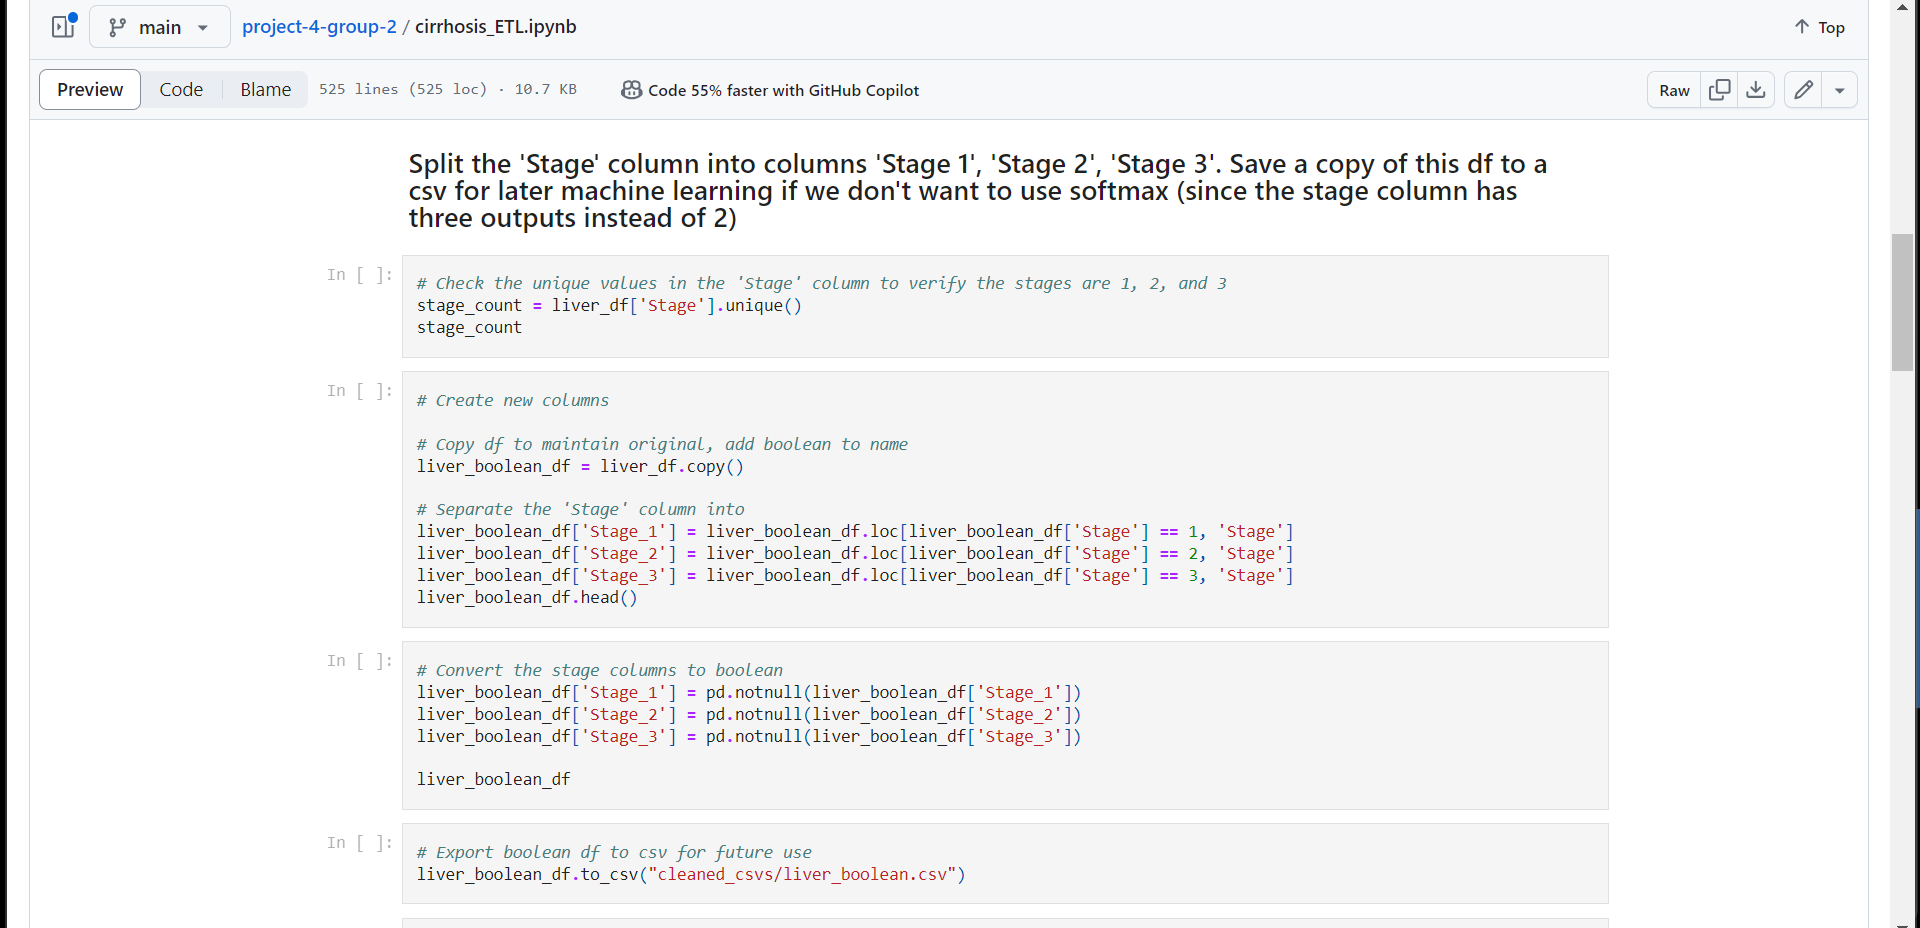 main
project-4-group-2 / cirrhosis_ETL.ipynb
Top
Preview
Code
Blame
525 lines (525 loc) · 10.7 KB
Code 55% faster with GitHub Copilot
Raw
Split the 'Stage' column into columns 'Stage 1', 'Stage 2', 'Stage 3'. Save a copy of this df to a
csv for later machine learning if we don't want to use softmax (since the stage column has
three outputs instead of 2)
In [ ]:
# Check the unique values in the 'Stage' column to verify the stages are 1, 2, and 3
stage_count = liver_df['Stage'].unique()
stage_count
In [ ]:
# Create new columns
# Copy df to maintain original, add boolean to name
liver_boolean_df = liver_df.copy()
# Separate the 'Stage' column into
liver_boolean_df['Stage_1'] = liver_boolean_df.loc[liver_boolean_df['Stage'] == 1, 'Stage']
liver_boolean_df['Stage_2'] = liver_boolean_df.loc[liver_boolean_df['Stage'] == 2, 'Stage']
liver_boolean_df['Stage_3'] = liver_boolean_df.loc[liver_boolean_df['Stage'] == 3, 'Stage']
liver_boolean_df.head()
In [ ]:
# Convert the stage columns to boolean
liver_boolean_df['Stage_1'] = pd.notnull(liver_boolean_df['Stage_1'])
liver_boolean_df['Stage_2'] = pd.notnull(liver_boolean_df['Stage_2'])
liver_boolean_df['Stage_3'] = pd.notnull(liver_boolean_df['Stage_3'])
liver_boolean_df
In [ ]:
# Export boolean df to csv for future use
liver_boolean_df.to_csv("cleaned_csvs/liver_boolean.csv")